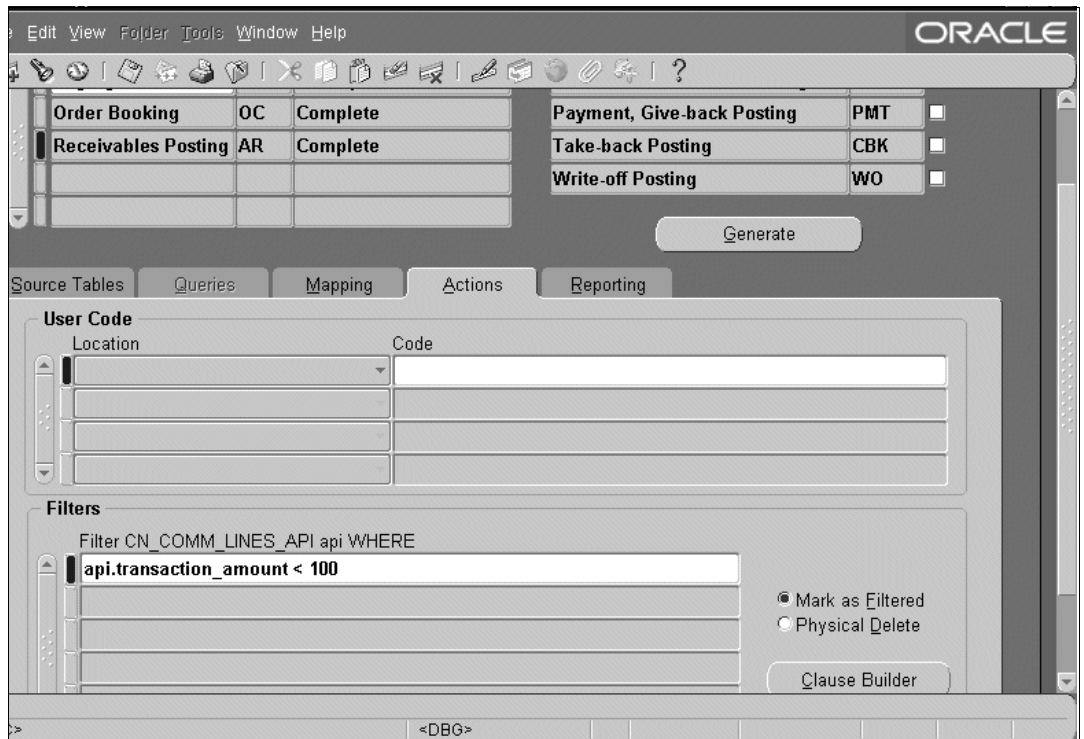 Edit View Folder Tools Window Help
ORACLE
Order Booking OC Complete
Receivables Posting AR Complete
Payment, Give-back Posting PMT
Take-back Posting CBK
Write-off Posting WO
Generate
Source Tables Queries Mapping Actions Reporting
User Code
Location Code
Filters
Filter CN_COMM_LINES_API api WHERE
api.transaction_amount < 100
Mark as Filtered
Physical Delete
Clause Builder
<DBG>